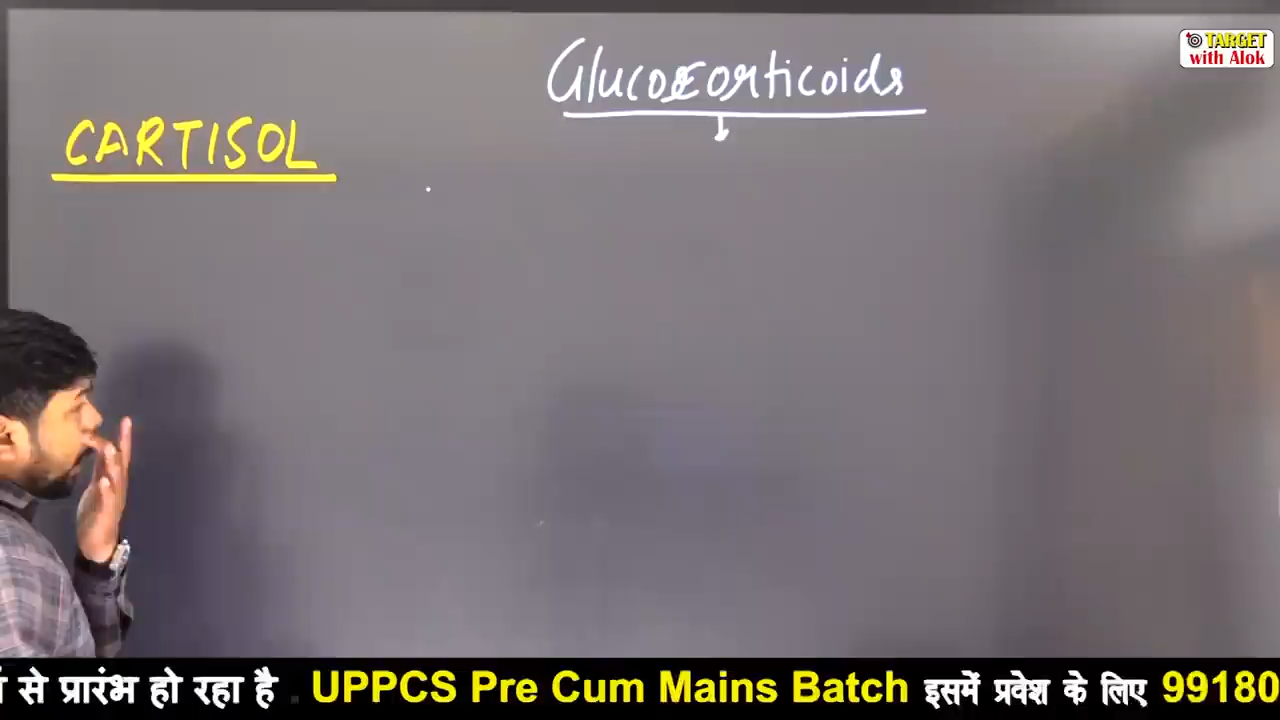 Glucocorticoids
TARGET
with Alok
CARTISOL
से प्रारंभ हो रहा है . UPPCS Pre Cum Mains Batch इसमें प्रवेश के लिए 99180